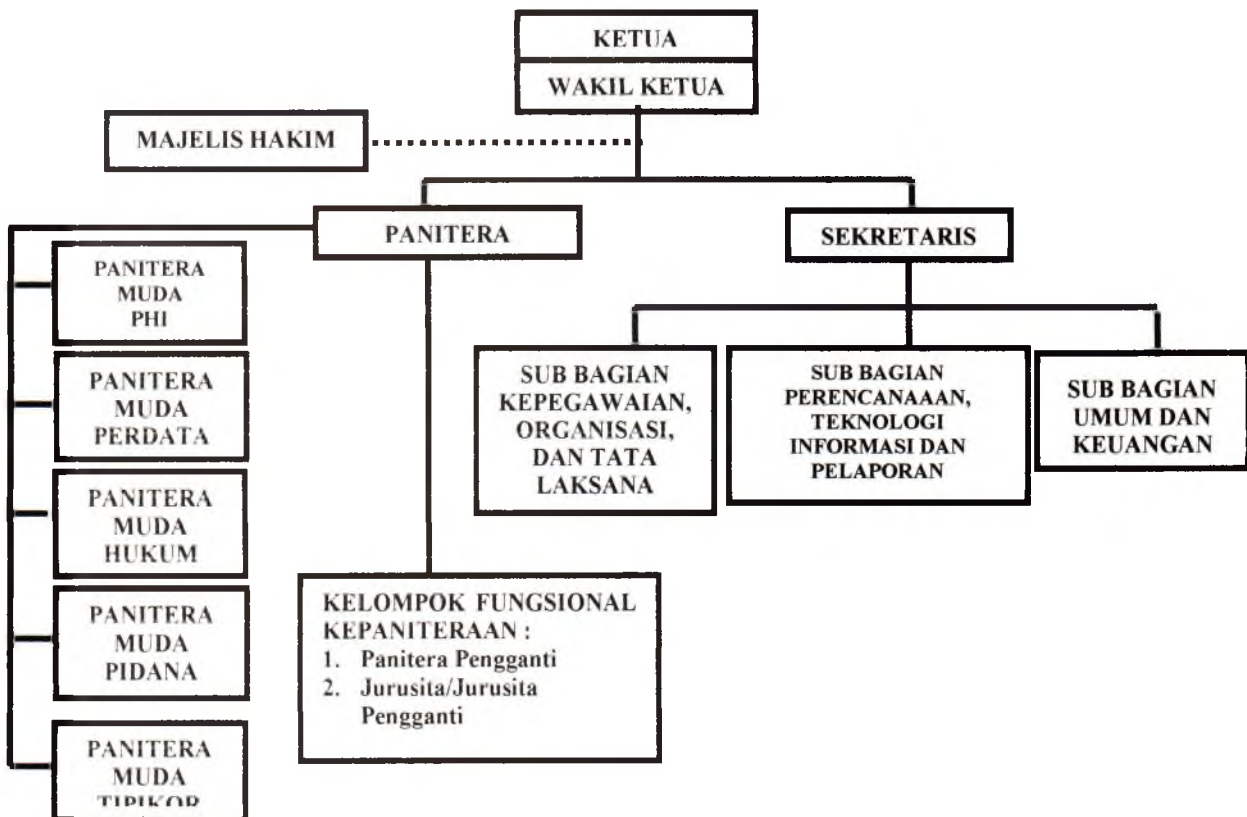 KETUA
WAKIL KETUA
MAJELIS HAKIM
PANITERA
SEKRETARIS
PANITERA
MUDA
PHI
PANITERA
MUDA
PERDATA
PANITERA
MUDA
HUKUM
PANITERA
MUDA
PIDANA
PANITERA
MUDA
TIPIKOR
KELOMPOK FUNGSIONAL
KEPANITERAAN :
1. Panitera Pengganti
2. Jurusita/Jurusita
Pengganti
SUB BAGIAN
KEPEGAWAIAN,
ORGANISASI,
DAN TATA
LAKSANA
SUB BAGIAN
PERENCANAAAN,
TEKNOLOGI
INFORMASI DAN
PELAPORAN
SUB BAGIAN
UMUM DAN
KEUANGAN